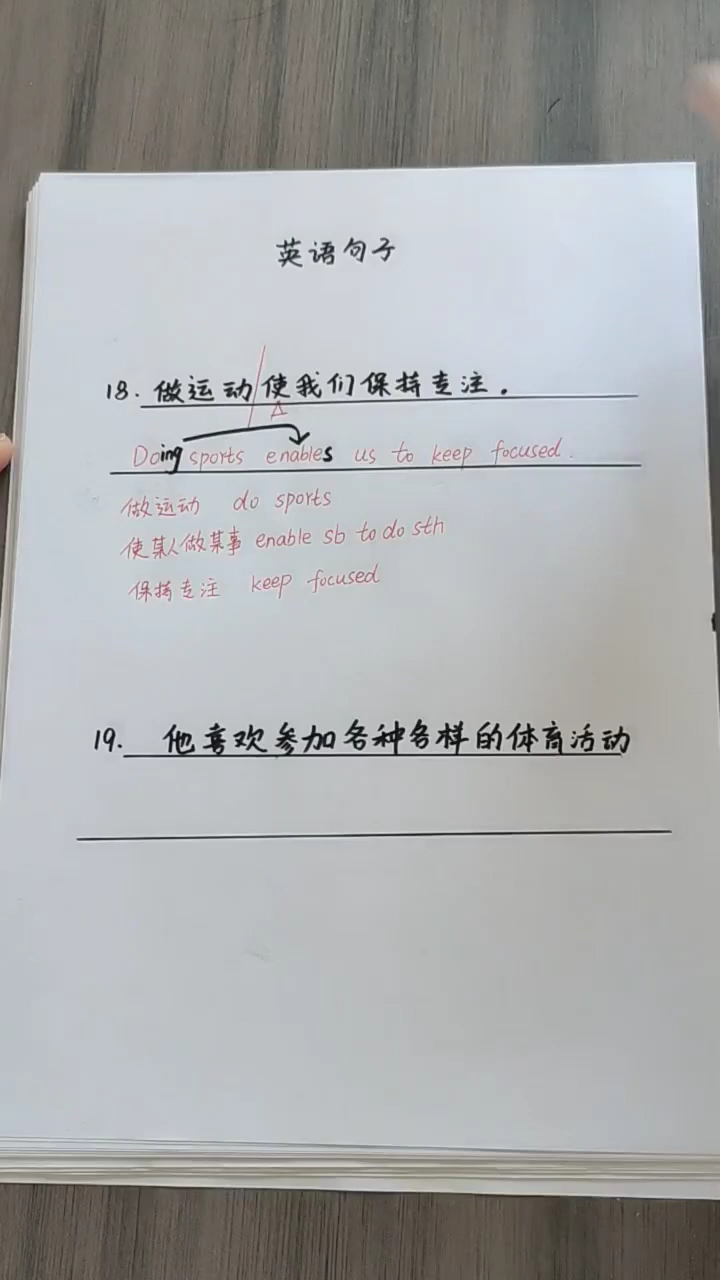 英语句子
18. 做运动使我们保持专注.
Doing sports enables us to keep focused.
做运动 do sports
使某人做某事 enable sb to do sth
保持专注 keep focused
19. 他喜欢参加各种各样的体育活动